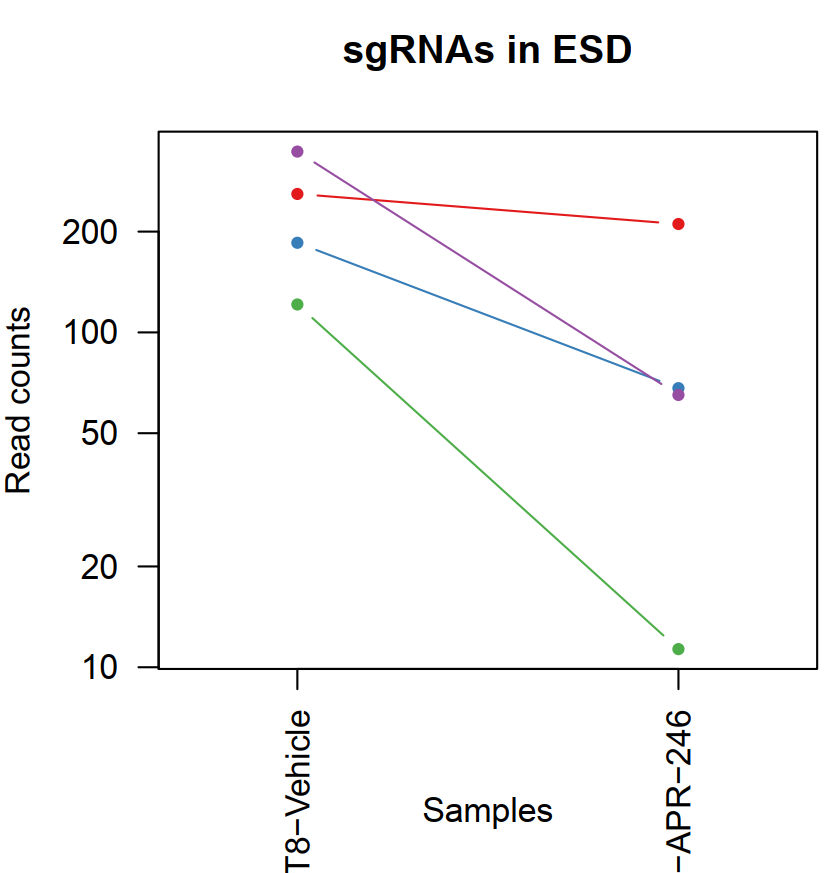 sgRNAs in ESD
Read counts
200
100
50
20
10
T8−Vehicle
−APR−246
Samples